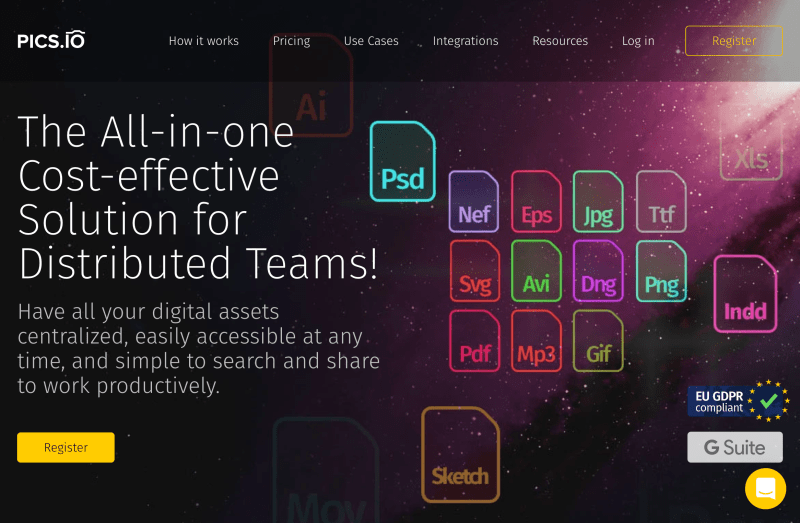 PICS.IO
How it works
Pricing
Use Cases
Integrations
Resources
Log in
Register
The All-in-one
Cost-effective
Solution for
Distributed Teams!
Have all your digital assets
centralized, easily accessible at any
time, and simple to search and share
to work productively.
Register
Ai
Psd
Xls
Nef
Eps
Jpg
Ttf
Svg
Avi
Dng
Png
Indd
Pdf
Mp3
Gif
Sketch
Mov
EU GDPR
compliant
G Suite